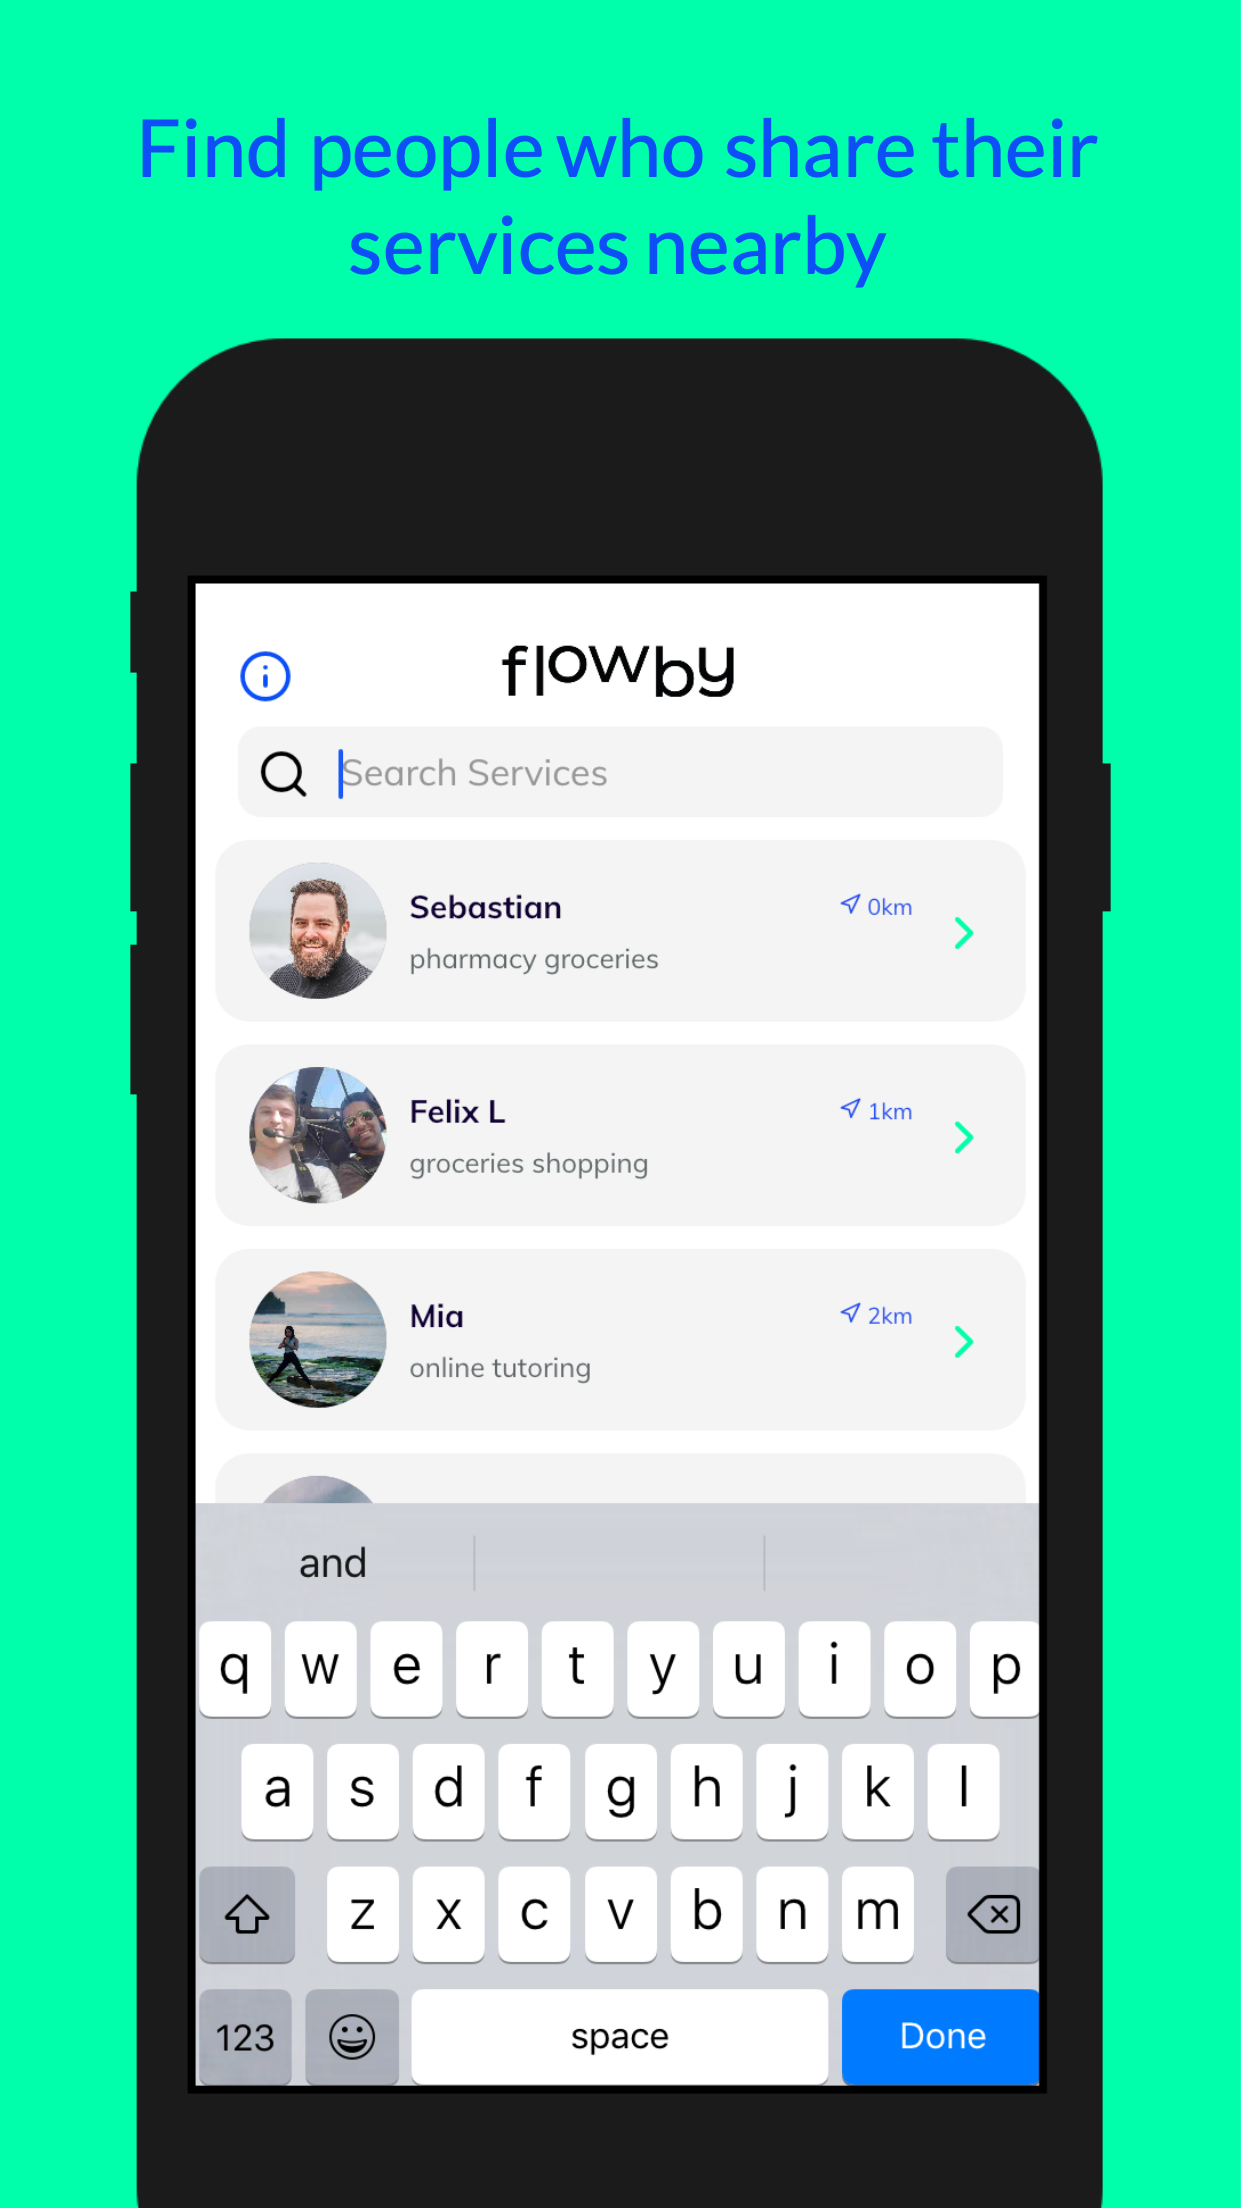 Find people who share their
services nearby
flowby
Search Services
Sebastian
0km
pharmacy groceries
Felix L
1km
groceries shopping
Mia
2km
online tutoring
and
q w e r t y u i o p
a s d f g h j k l
z x c v b n m
123 space Done